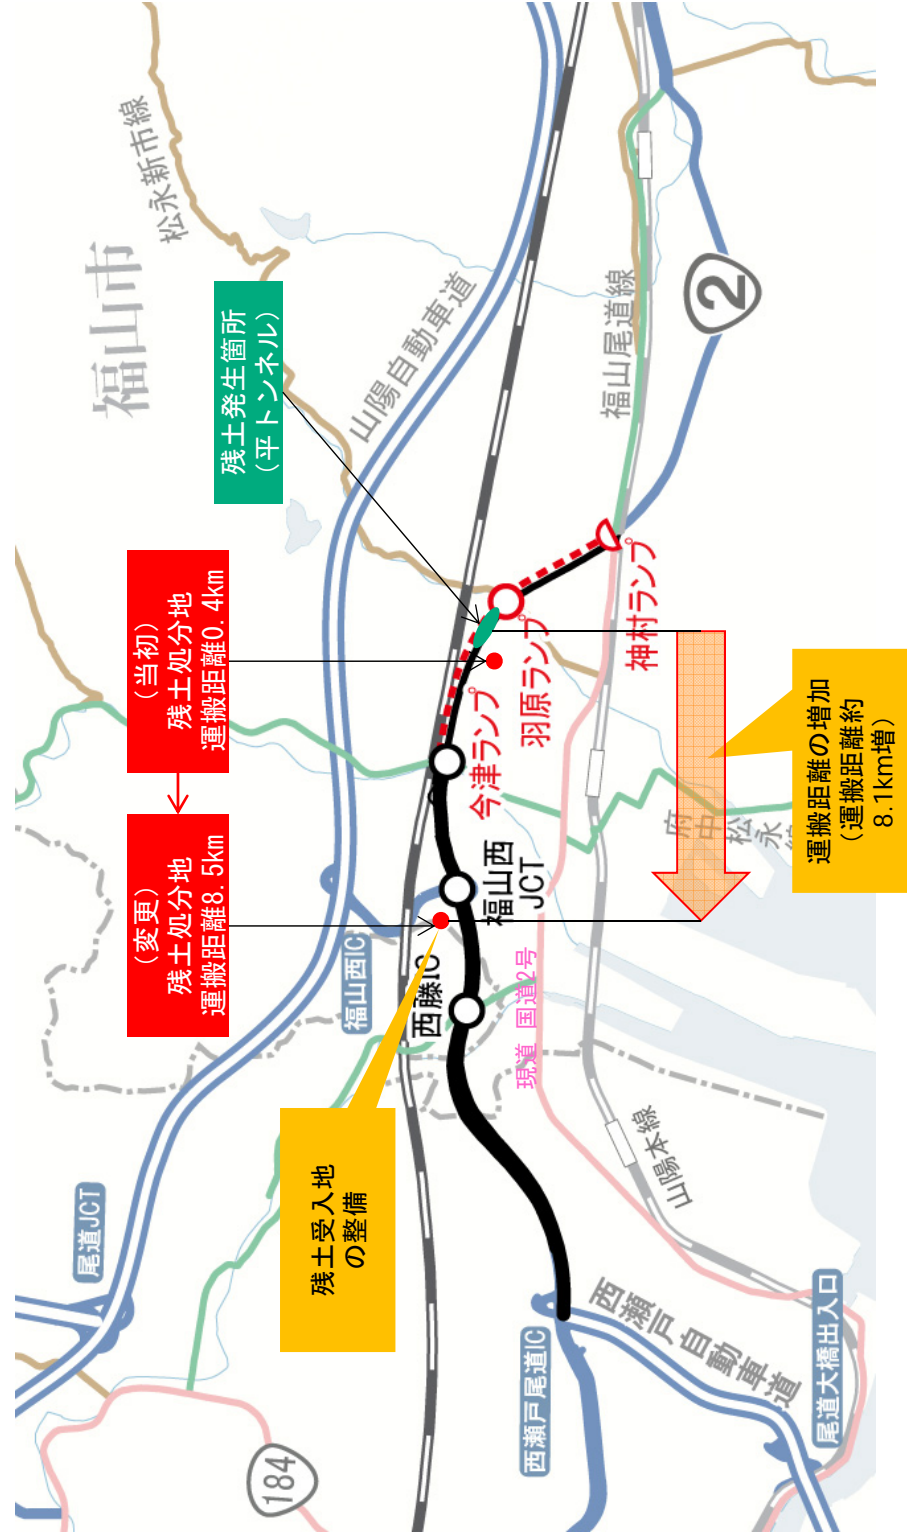 (変更)
残土処分地
運搬距離8.5km
(当初)
残土処分地
運搬距離0.4km
残土発生箇所
(平トンネル)
福山市
松永新市線
山陽自動車道
尾道JCT
福山西IC
残土受入地
の整備
西藤IC
福山西
JCT
今津ランプ
羽原ランプ
神村ランプ
福山尾道線
2
184
現道 国道2号
府中松永線
山陽本線
西瀬戸尾道IC
西瀬戸自動車道
尾道大橋出入口
運搬距離の増加
(運搬距離約
8.1km増)